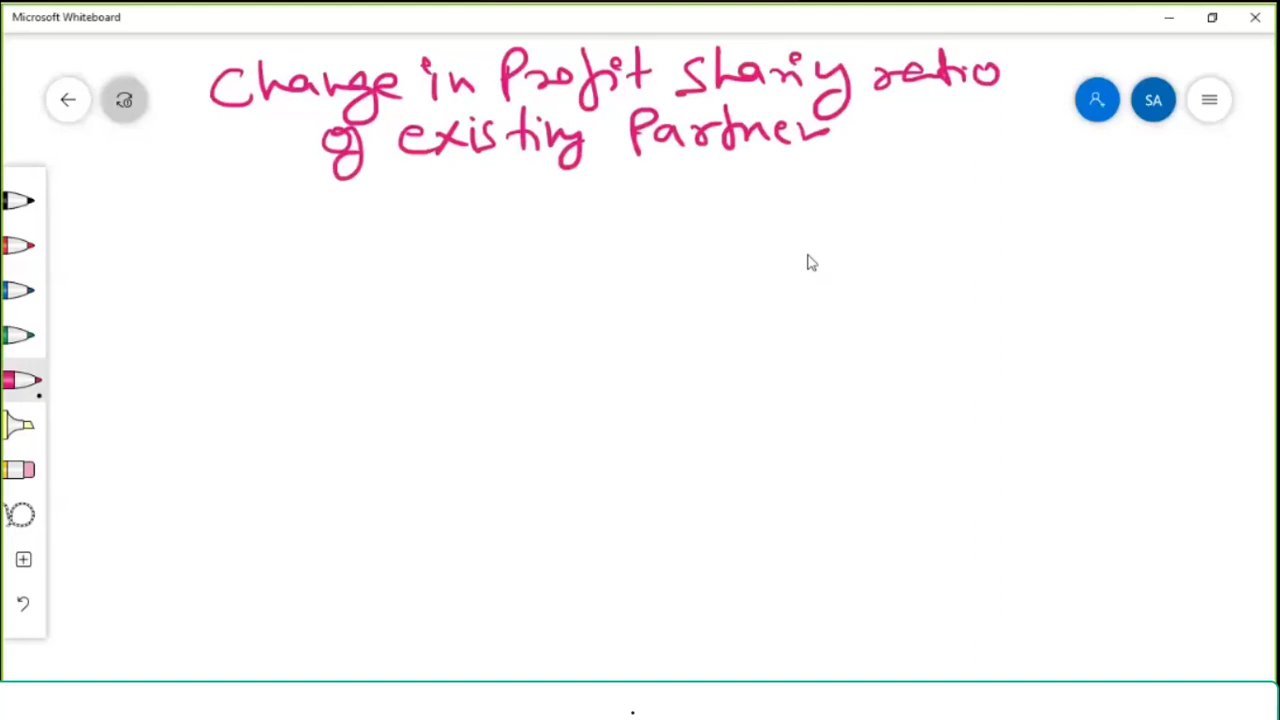 Microsoft Whiteboard
Change in Profit Sharing ratio
of existing Partner
SA